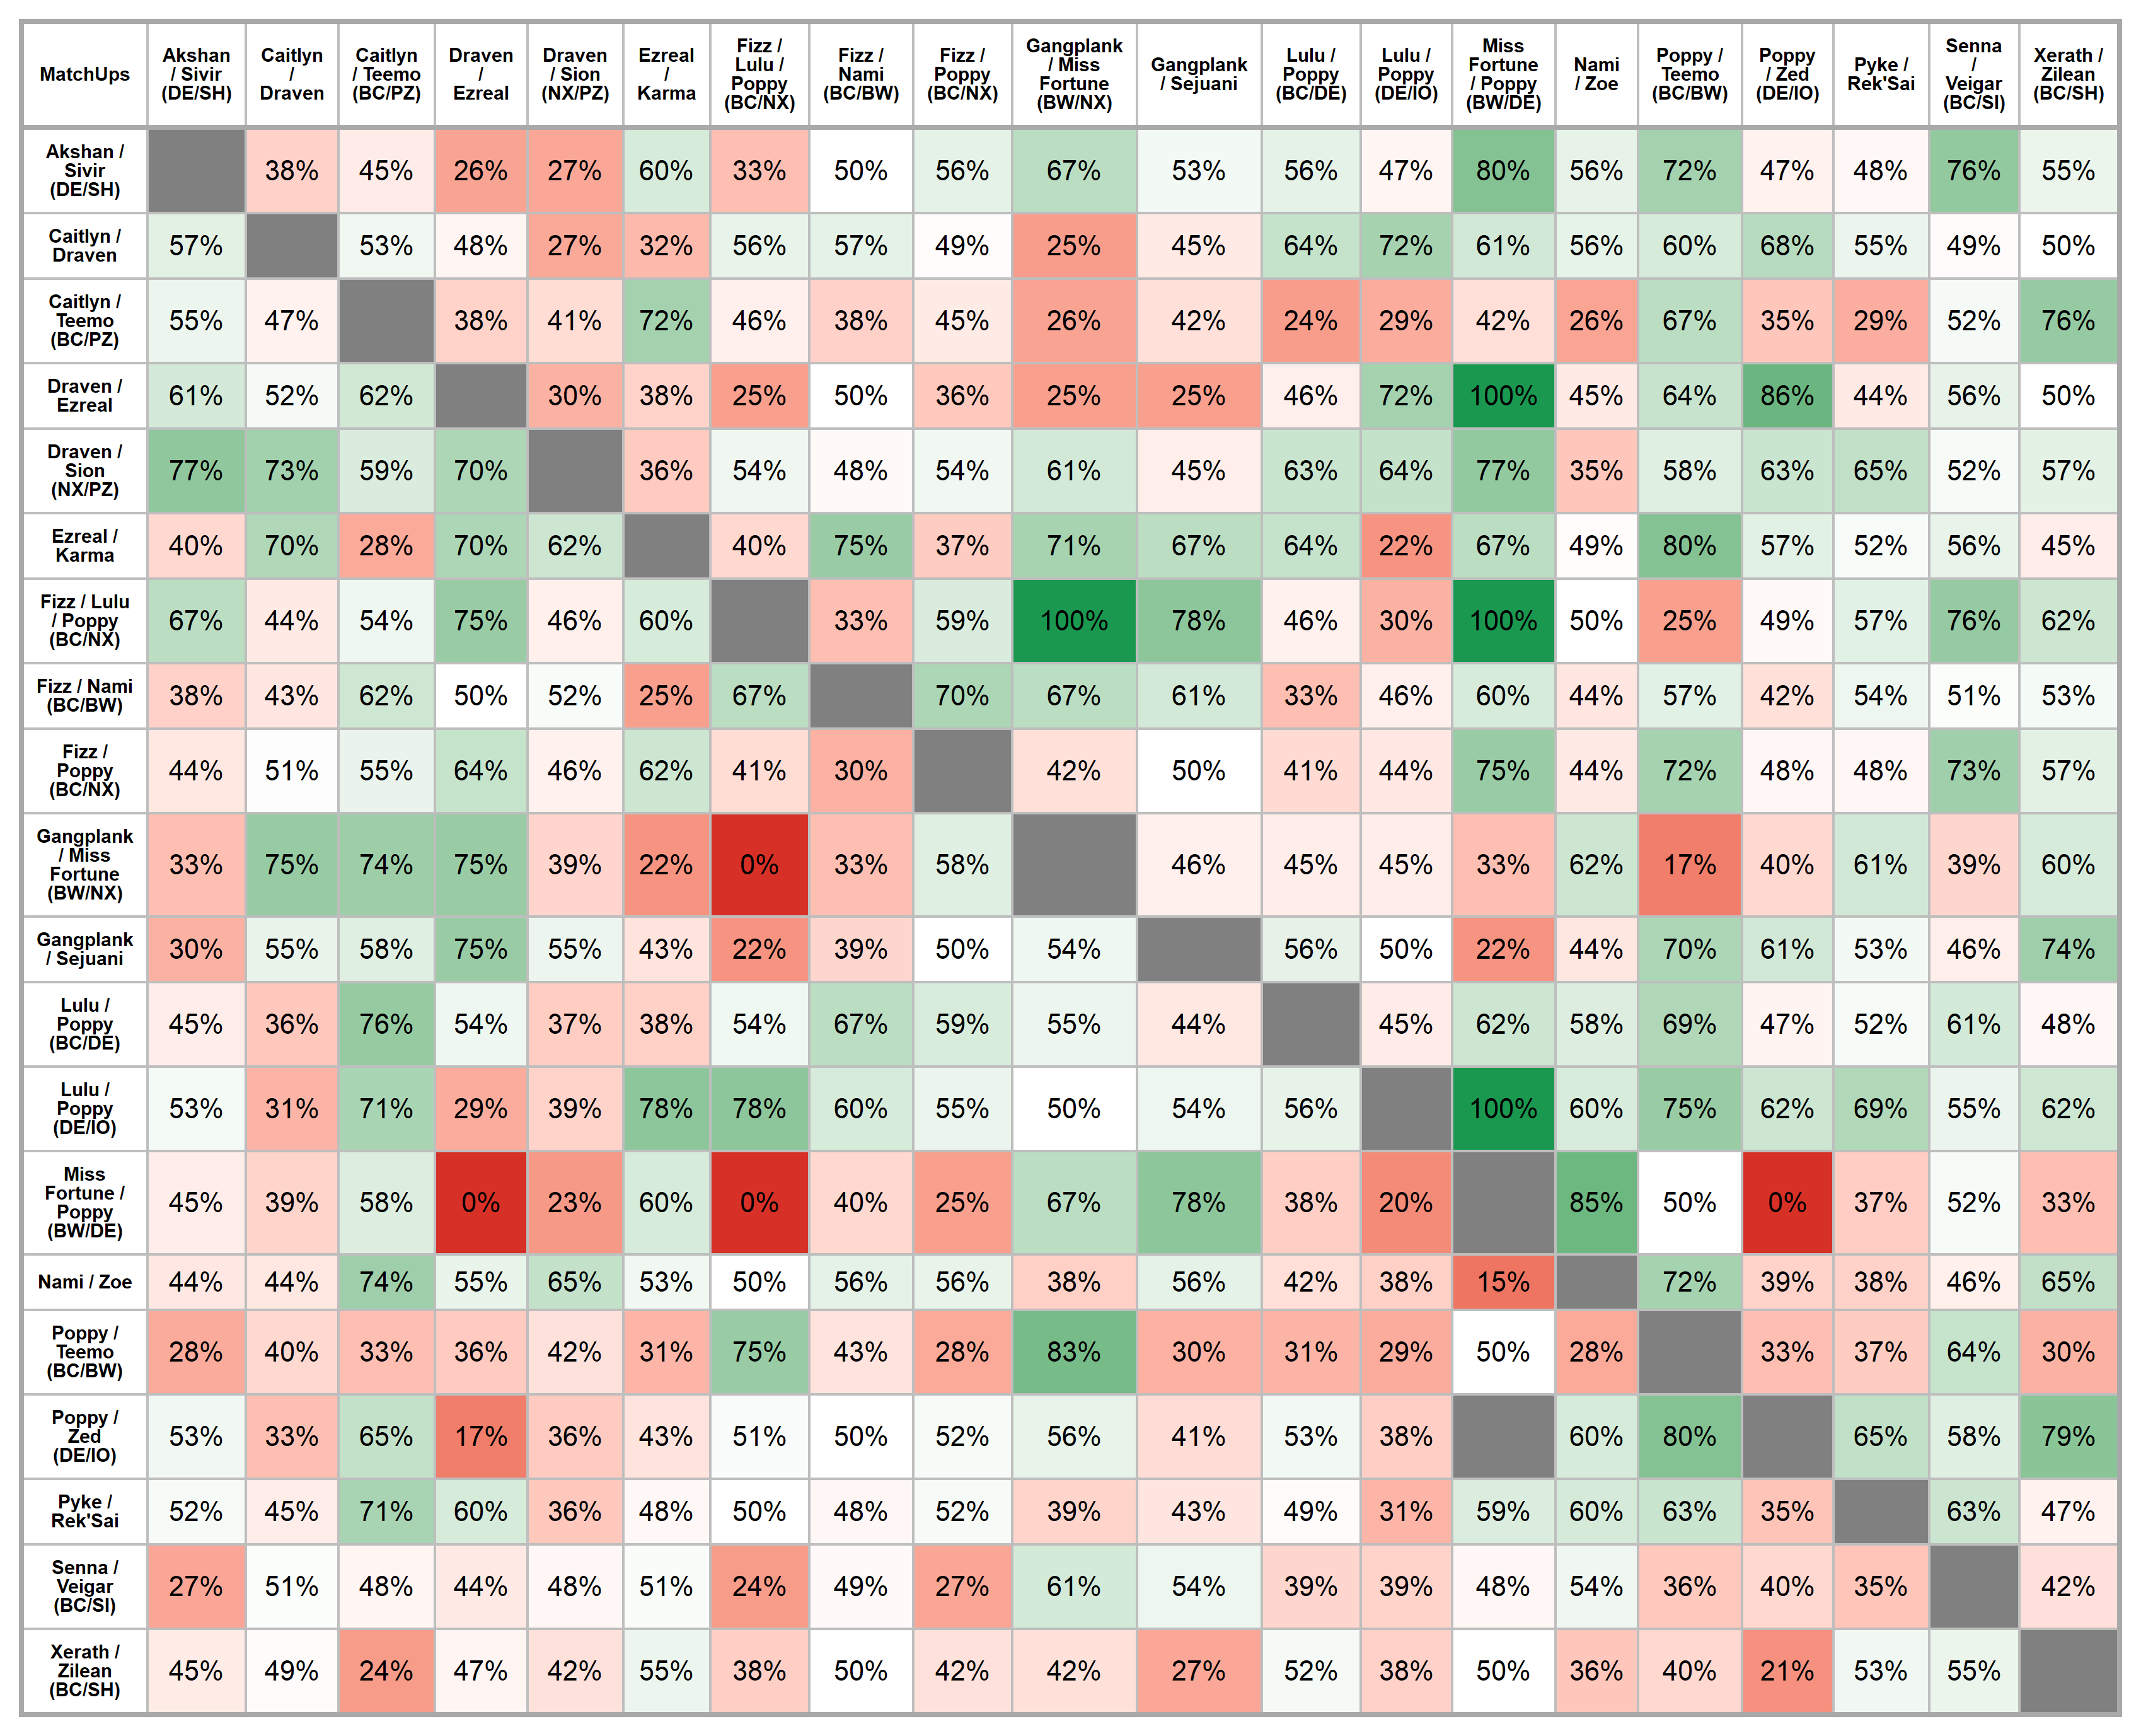 MatchUps | Akshan / Sivir (DE/SH) | Caitlyn / Draven | Caitlyn / Teemo (BC/PZ) | Draven / Ezreal | Draven / Sion (NX/PZ) | Ezreal / Karma | Fizz / Lulu / Poppy (BC/NX) | Fizz / Nami (BC/BW) | Fizz / Poppy (BC/NX) | Gangplank / Miss Fortune (BW/NX) | Gangplank / Sejuani | Lulu / Poppy (BC/DE) | Lulu / Poppy (DE/IO) | Miss Fortune / Poppy (BW/DE) | Nami / Zoe | Poppy / Teemo (BC/BW) | Poppy / Zed (DE/IO) | Pyke / Rek'Sai | Senna / Veigar (BC/SI) | Xerath / Zilean (BC/SH)
Akshan / Sivir (DE/SH) | 38% | 45% | 26% | 27% | 60% | 33% | 50% | 56% | 67% | 53% | 56% | 47% | 80% | 56% | 72% | 47% | 48% | 76% | 55%
Caitlyn / Draven | 57% | 53% | 48% | 27% | 32% | 56% | 57% | 49% | 25% | 45% | 64% | 72% | 61% | 56% | 60% | 68% | 55% | 49% | 50%
Caitlyn / Teemo (BC/PZ) | 55% | 47% | 38% | 41% | 72% | 46% | 38% | 45% | 26% | 42% | 24% | 29% | 42% | 26% | 67% | 35% | 29% | 52% | 76%
Draven / Ezreal | 61% | 52% | 62% | 30% | 38% | 25% | 50% | 36% | 25% | 25% | 46% | 72% | 100% | 45% | 64% | 86% | 44% | 56% | 50%
Draven / Sion (NX/PZ) | 77% | 73% | 59% | 70% | 36% | 54% | 48% | 54% | 61% | 45% | 63% | 64% | 77% | 35% | 58% | 63% | 65% | 52% | 57%
Ezreal / Karma | 40% | 70% | 28% | 70% | 62% | 40% | 75% | 37% | 71% | 67% | 64% | 22% | 67% | 49% | 80% | 57% | 52% | 56% | 45%
Fizz / Lulu / Poppy (BC/NX) | 67% | 44% | 54% | 75% | 46% | 60% | 33% | 59% | 100% | 78% | 46% | 30% | 100% | 50% | 25% | 49% | 57% | 76% | 62%
Fizz / Nami (BC/BW) | 38% | 43% | 62% | 50% | 52% | 25% | 67% | 70% | 67% | 61% | 33% | 46% | 60% | 44% | 57% | 42% | 54% | 51% | 53%
Fizz / Poppy (BC/NX) | 44% | 51% | 55% | 64% | 46% | 62% | 41% | 30% | 42% | 50% | 41% | 44% | 75% | 44% | 72% | 48% | 48% | 73% | 57%
Gangplank / Miss Fortune (BW/NX) | 33% | 75% | 74% | 75% | 39% | 22% | 0% | 33% | 58% | 46% | 45% | 45% | 33% | 62% | 17% | 40% | 61% | 39% | 60%
Gangplank / Sejuani | 30% | 55% | 58% | 75% | 55% | 43% | 22% | 39% | 50% | 54% | 56% | 50% | 22% | 44% | 70% | 61% | 53% | 46% | 74%
Lulu / Poppy (BC/DE) | 45% | 36% | 76% | 54% | 37% | 38% | 54% | 67% | 59% | 55% | 44% | 45% | 62% | 58% | 69% | 47% | 52% | 61% | 48%
Lulu / Poppy (DE/IO) | 53% | 31% | 71% | 29% | 39% | 78% | 78% | 60% | 55% | 50% | 54% | 56% | 100% | 60% | 75% | 62% | 69% | 55% | 62%
Miss Fortune / Poppy (BW/DE) | 45% | 39% | 58% | 0% | 23% | 60% | 0% | 40% | 25% | 67% | 78% | 38% | 20% | 85% | 50% | 0% | 37% | 52% | 33%
Nami / Zoe | 44% | 44% | 74% | 55% | 65% | 53% | 50% | 56% | 56% | 38% | 56% | 42% | 38% | 15% | 72% | 39% | 38% | 46% | 65%
Poppy / Teemo (BC/BW) | 28% | 40% | 33% | 36% | 42% | 31% | 75% | 43% | 28% | 83% | 30% | 31% | 29% | 50% | 28% | 33% | 37% | 64% | 30%
Poppy / Zed (DE/IO) | 53% | 33% | 65% | 17% | 36% | 43% | 51% | 50% | 52% | 56% | 41% | 53% | 38% | 60% | 80% | 65% | 58% | 79%
Pyke / Rek'Sai | 52% | 45% | 71% | 60% | 36% | 48% | 50% | 48% | 52% | 39% | 43% | 49% | 31% | 59% | 60% | 63% | 35% | 63% | 47%
Senna / Veigar (BC/SI) | 27% | 51% | 48% | 44% | 48% | 51% | 24% | 49% | 27% | 61% | 54% | 39% | 39% | 48% | 54% | 36% | 40% | 35% | 42%
Xerath / Zilean (BC/SH) | 45% | 49% | 24% | 47% | 42% | 55% | 38% | 50% | 42% | 42% | 27% | 52% | 38% | 50% | 36% | 40% | 21% | 53% | 55%